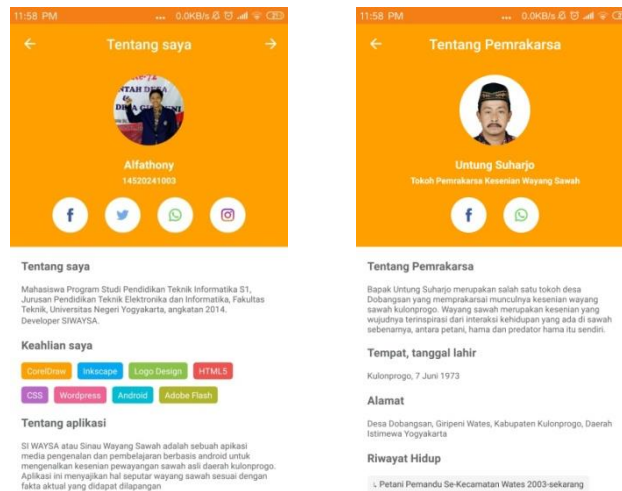 11:58 PM ... 0.0KB/s
Tentang saya
NTAH DESA
&
Alfathony
14520241003
Tentang saya
Mahasiswa Program Studi Pendidikan Teknik Informatika S1,
Jurusan Pendidikan Teknik Elektronika dan Informatika, Fakultas
Teknik, Universitas Negeri Yogyakarta, angkatan 2014.
Developer SIWAYSA.
Keahlian saya
CorelDraw Inkscape Logo Design HTML5
CSS Wordpress Android Adobe Flash
Tentang aplikasi
SI WAYSA atau Sinau Wayang Sawah adalah sebuah apikasi
media pengenalan dan pembelajaran berbasis android untuk
mengenalkan kesenian pewayangan sawah asli daerah kulonprogo.
Aplikasi ini menyajikan hal seputar wayang sawah sesuai dengan
fakta aktual yang didapat dilapangan
11:58 PM ... 0.0KB/s
Tentang Pemrakarsa
Untung Suharjo
Tokoh Pemrakarsa Kesenian Wayang Sawah
Tentang Pemrakarsa
Bapak Untung Suharjo merupakan salah satu tokoh desa
Dobangsan yang memprakarsai munculnya kesenian wayang
sawah kulonprogo. Wayang sawah merupakan kesenian yang
wujudnya terinspirasi dari interaksi kehidupan yang ada di sawah
sebenarnya, antara petani, hama dan predator hama itu sendiri.
Tempat, tanggal lahir
Kulonprogo, 7 Juni 1973
Alamat
Desa Dobangsan, Giripeni Wates, Kabupaten Kulonprogo, Daerah
Istimewa Yogyakarta
Riwayat Hidup
Petani Pemandu Se-Kecamatan Wates 2003-sekarang